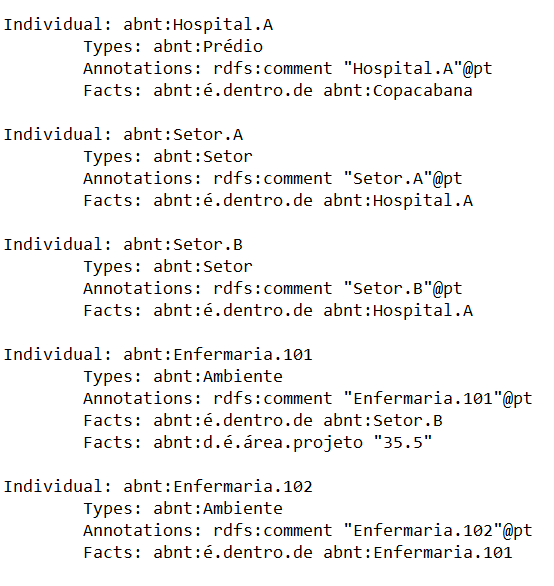 Individual: abnt:Hospital.A
Types: abnt:Prédio
Annotations: rdfs:comment "Hospital.A"@pt
Facts: abnt:é.dentro.de abnt:Copacabana
Individual: abnt:Setor.A
Types: abnt:Setor
Annotations: rdfs:comment "Setor.A"@pt
Facts: abnt:é.dentro.de abnt:Hospital.A
Individual: abnt:Setor.B
Types: abnt:Setor
Annotations: rdfs:comment "Setor.B"@pt
Facts: abnt:é.dentro.de abnt:Hospital.A
Individual: abnt:Enfermaria.101
Types: abnt:Ambiente
Annotations: rdfs:comment "Enfermaria.101"@pt
Facts: abnt:é.dentro.de abnt:Setor.B
Facts: abnt:d.é.área.projeto "35.5"
Individual: abnt:Enfermaria.102
Types: abnt:Ambiente
Annotations: rdfs:comment "Enfermaria.102"@pt
Facts: abnt:é.dentro.de abnt:Enfermaria.101